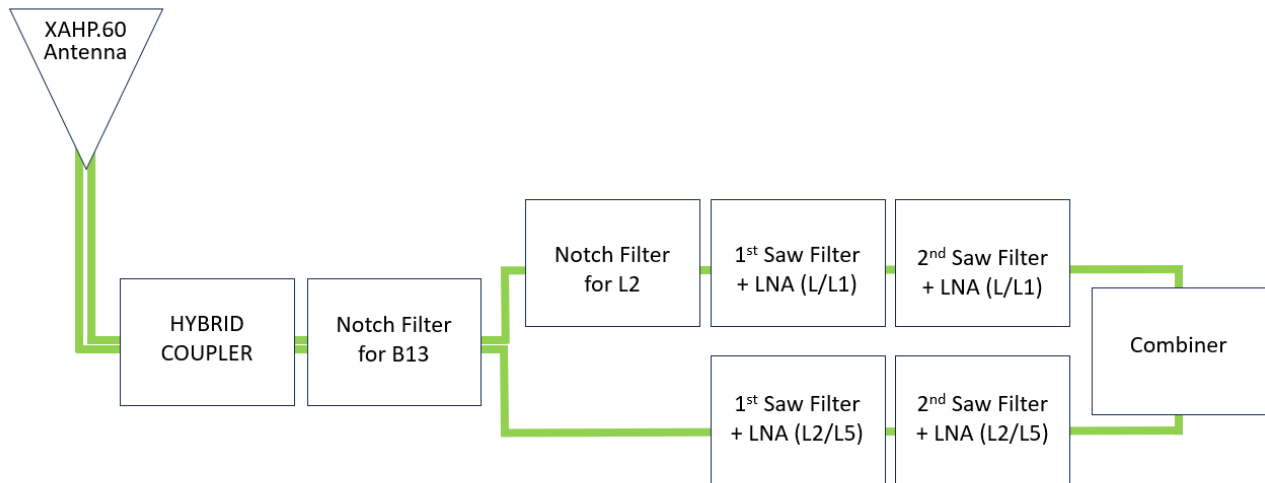 XAHP.60
Antenna
HYBRID
COUPLER
Notch Filter
for B13
Notch Filter
for L2
1st Saw Filter
+ LNA (L/L1)
2nd Saw Filter
+ LNA (L/L1)
1st Saw Filter
+ LNA (L2/L5)
2nd Saw Filter
+ LNA (L2/L5)
Combiner